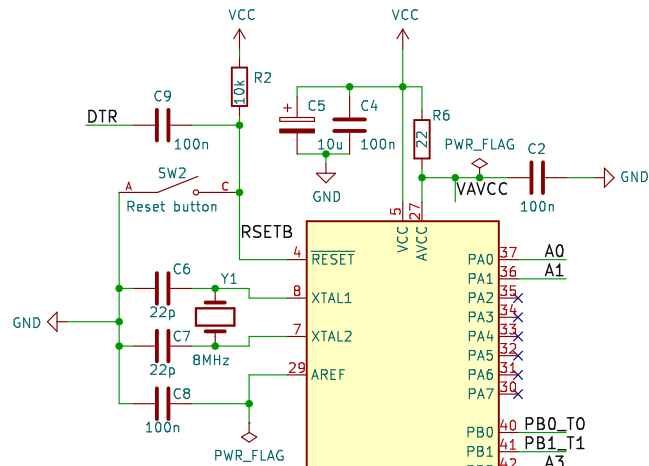 VCC
VCC
R2
10k
C9
DTR
100n
+
C5
C4
10u
100n
R6
22
PWR_FLAG
C2
GND
VAVCC
100n
GND
SW2
A
C
Reset button
RSETB
5
27
VCC
AVCC
4
RESET
8
XTAL1
7
XTAL2
29
AREF
C6
22p
Y1
8MHz
GND
C7
22p
C8
100n
PWR_FLAG
PA0
37
A0
PA1
36
A1
PA2
35
PA3
34
PA4
33
PA5
32
PA6
31
PA7
30
PB0
40
PB0_T0
PB1
41
PB1_T1
42
A3